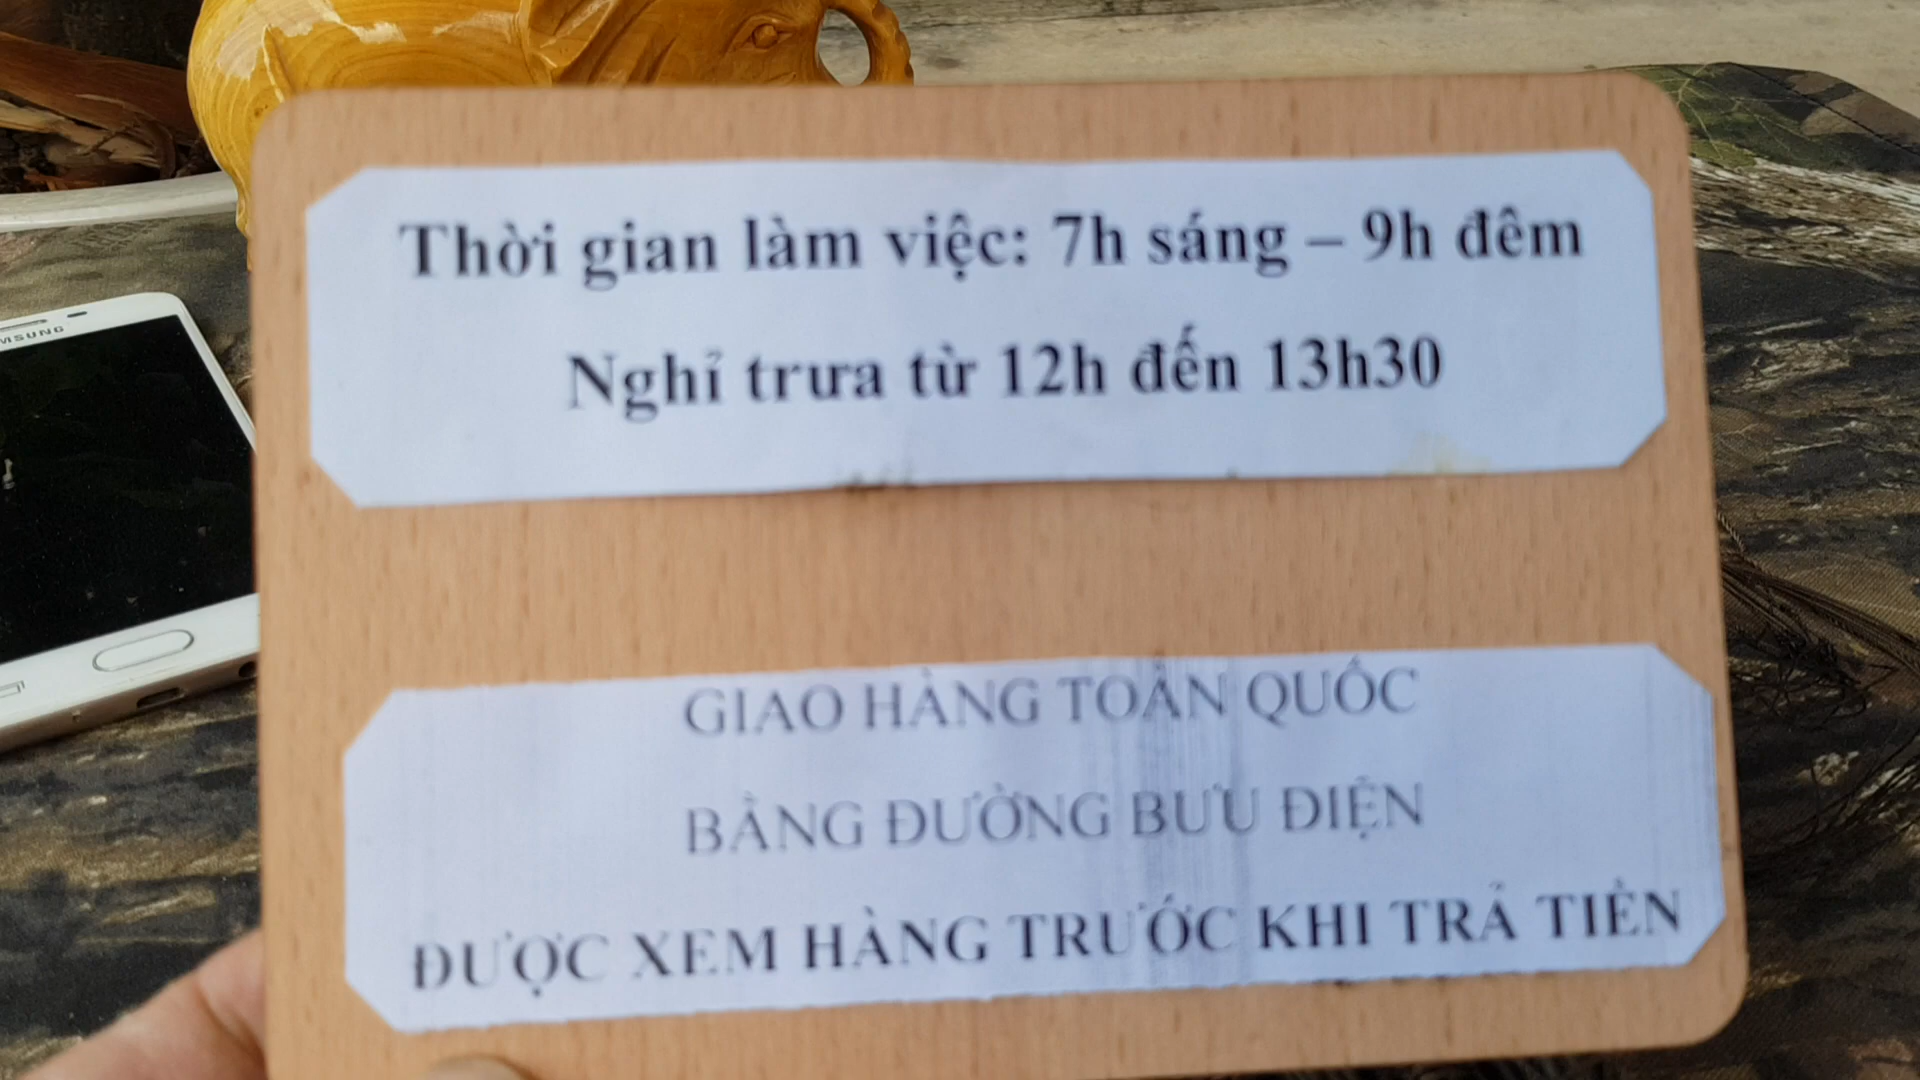 Thời gian làm việc: 7h sáng – 9h đêm
Nghỉ trưa từ 12h đến 13h30
GIAO HÀNG TOÀN QUỐC
BẰNG ĐƯỜNG BƯU ĐIỆN
ĐƯỢC XEM HÀNG TRƯỚC KHI TRẢ TIỀN